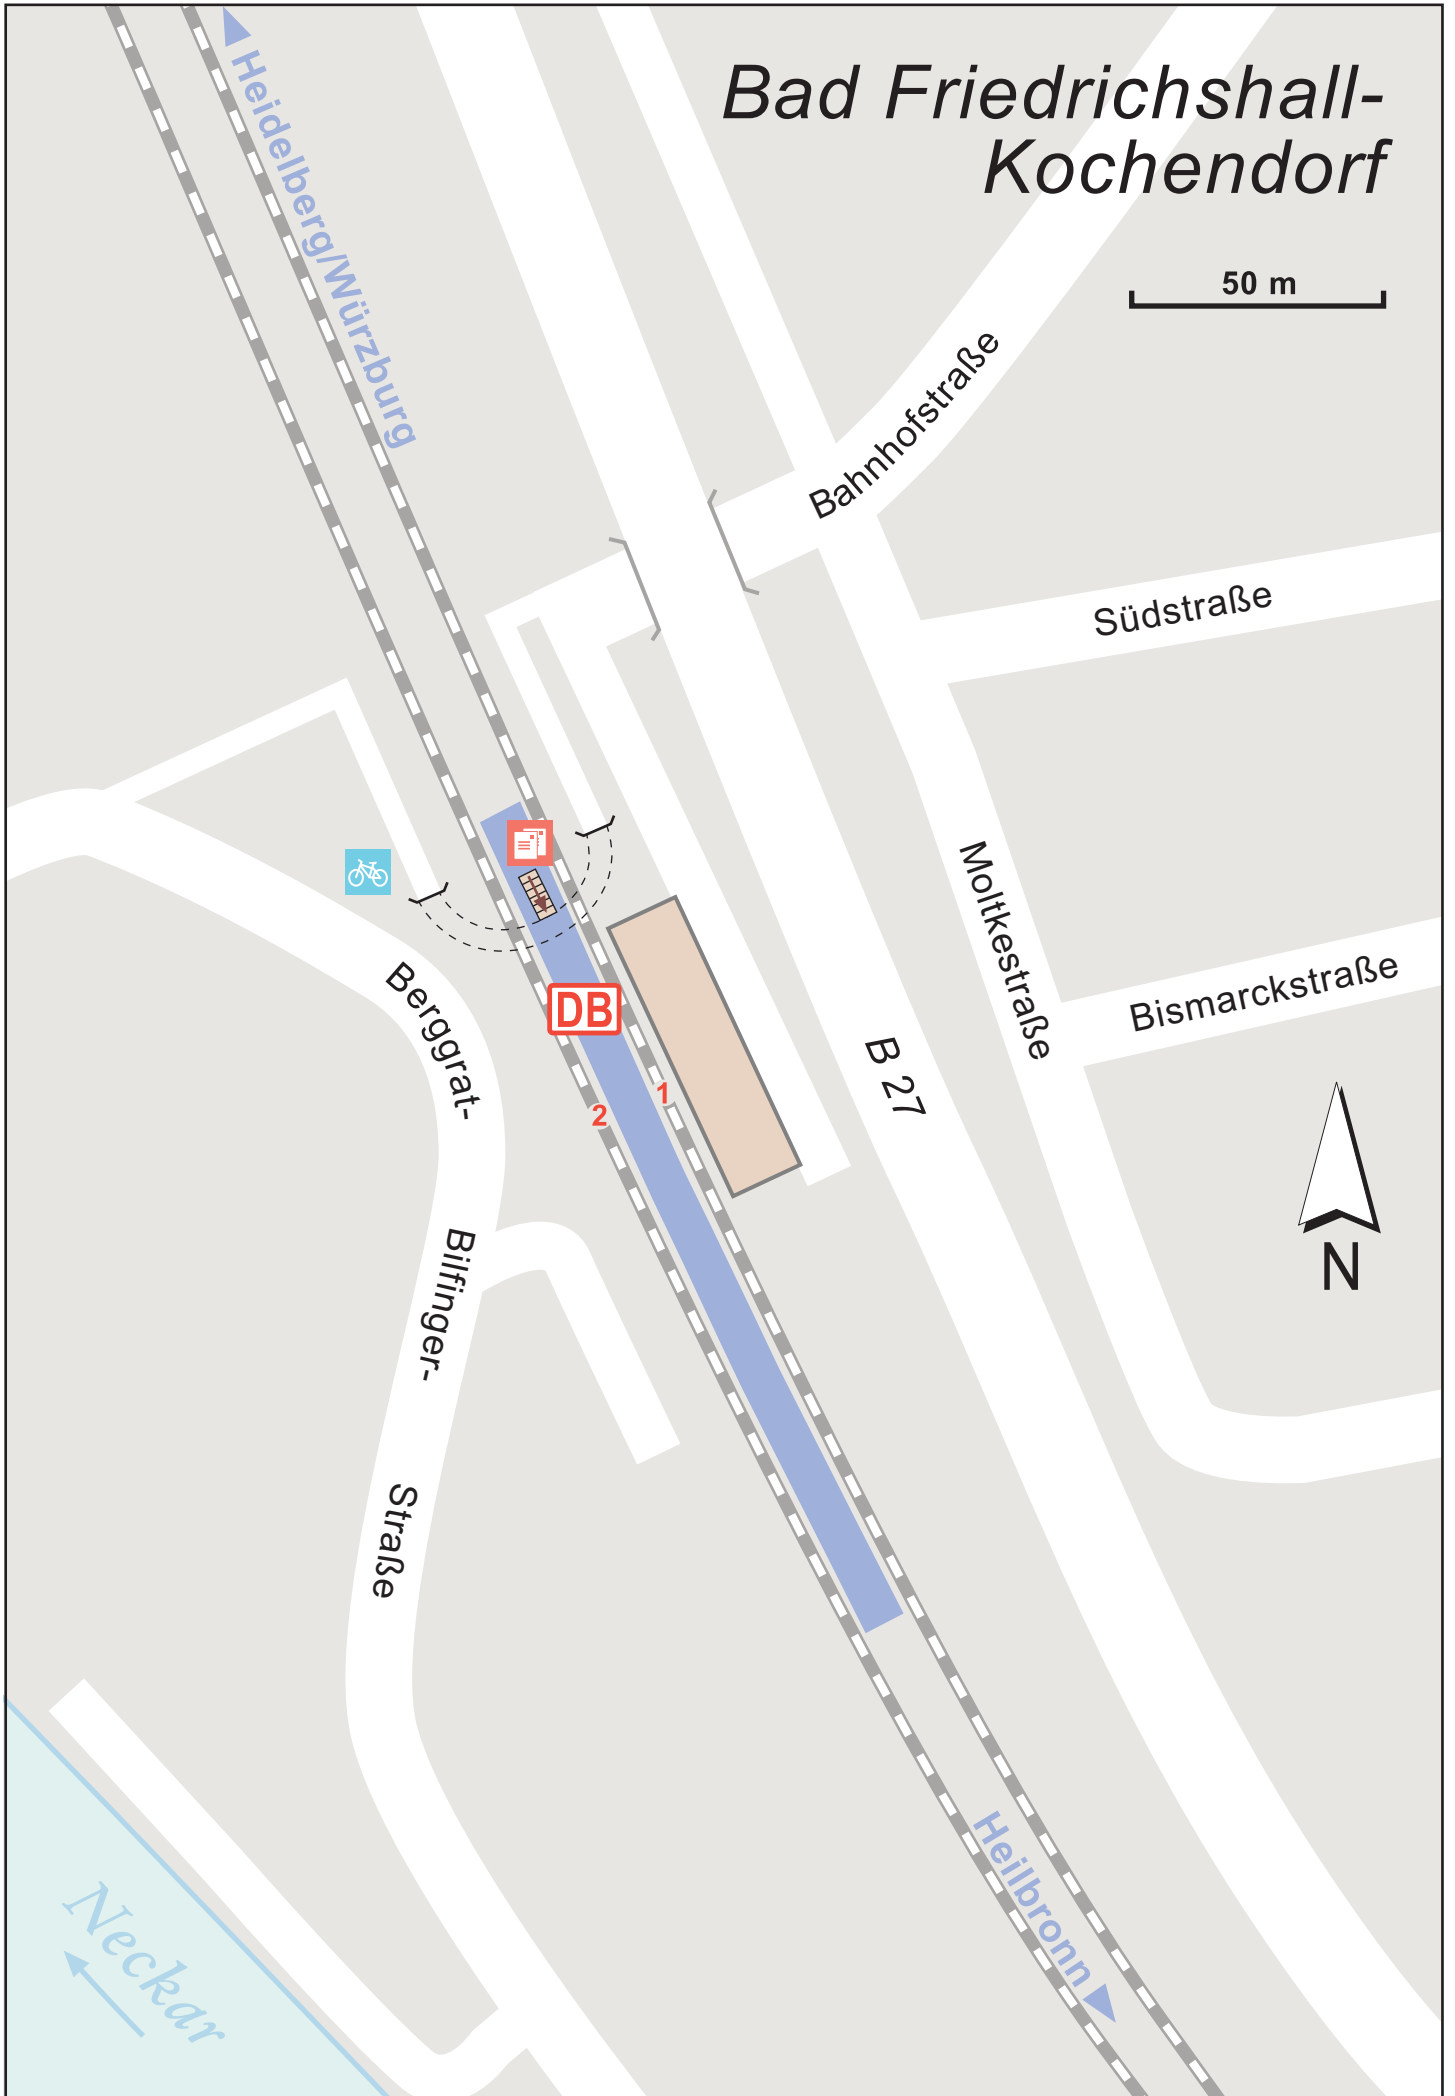 Bad Friedrichshall-
Kochendorf
50 m
Heidelberg/Würzburg
Bahnhofstraße
Südstraße
Moltkestraße
Bismarckstraße
Berggrat-
Bilfinger-
Straße
DB
1
2
B 27
N
Heilbronn
Neckar